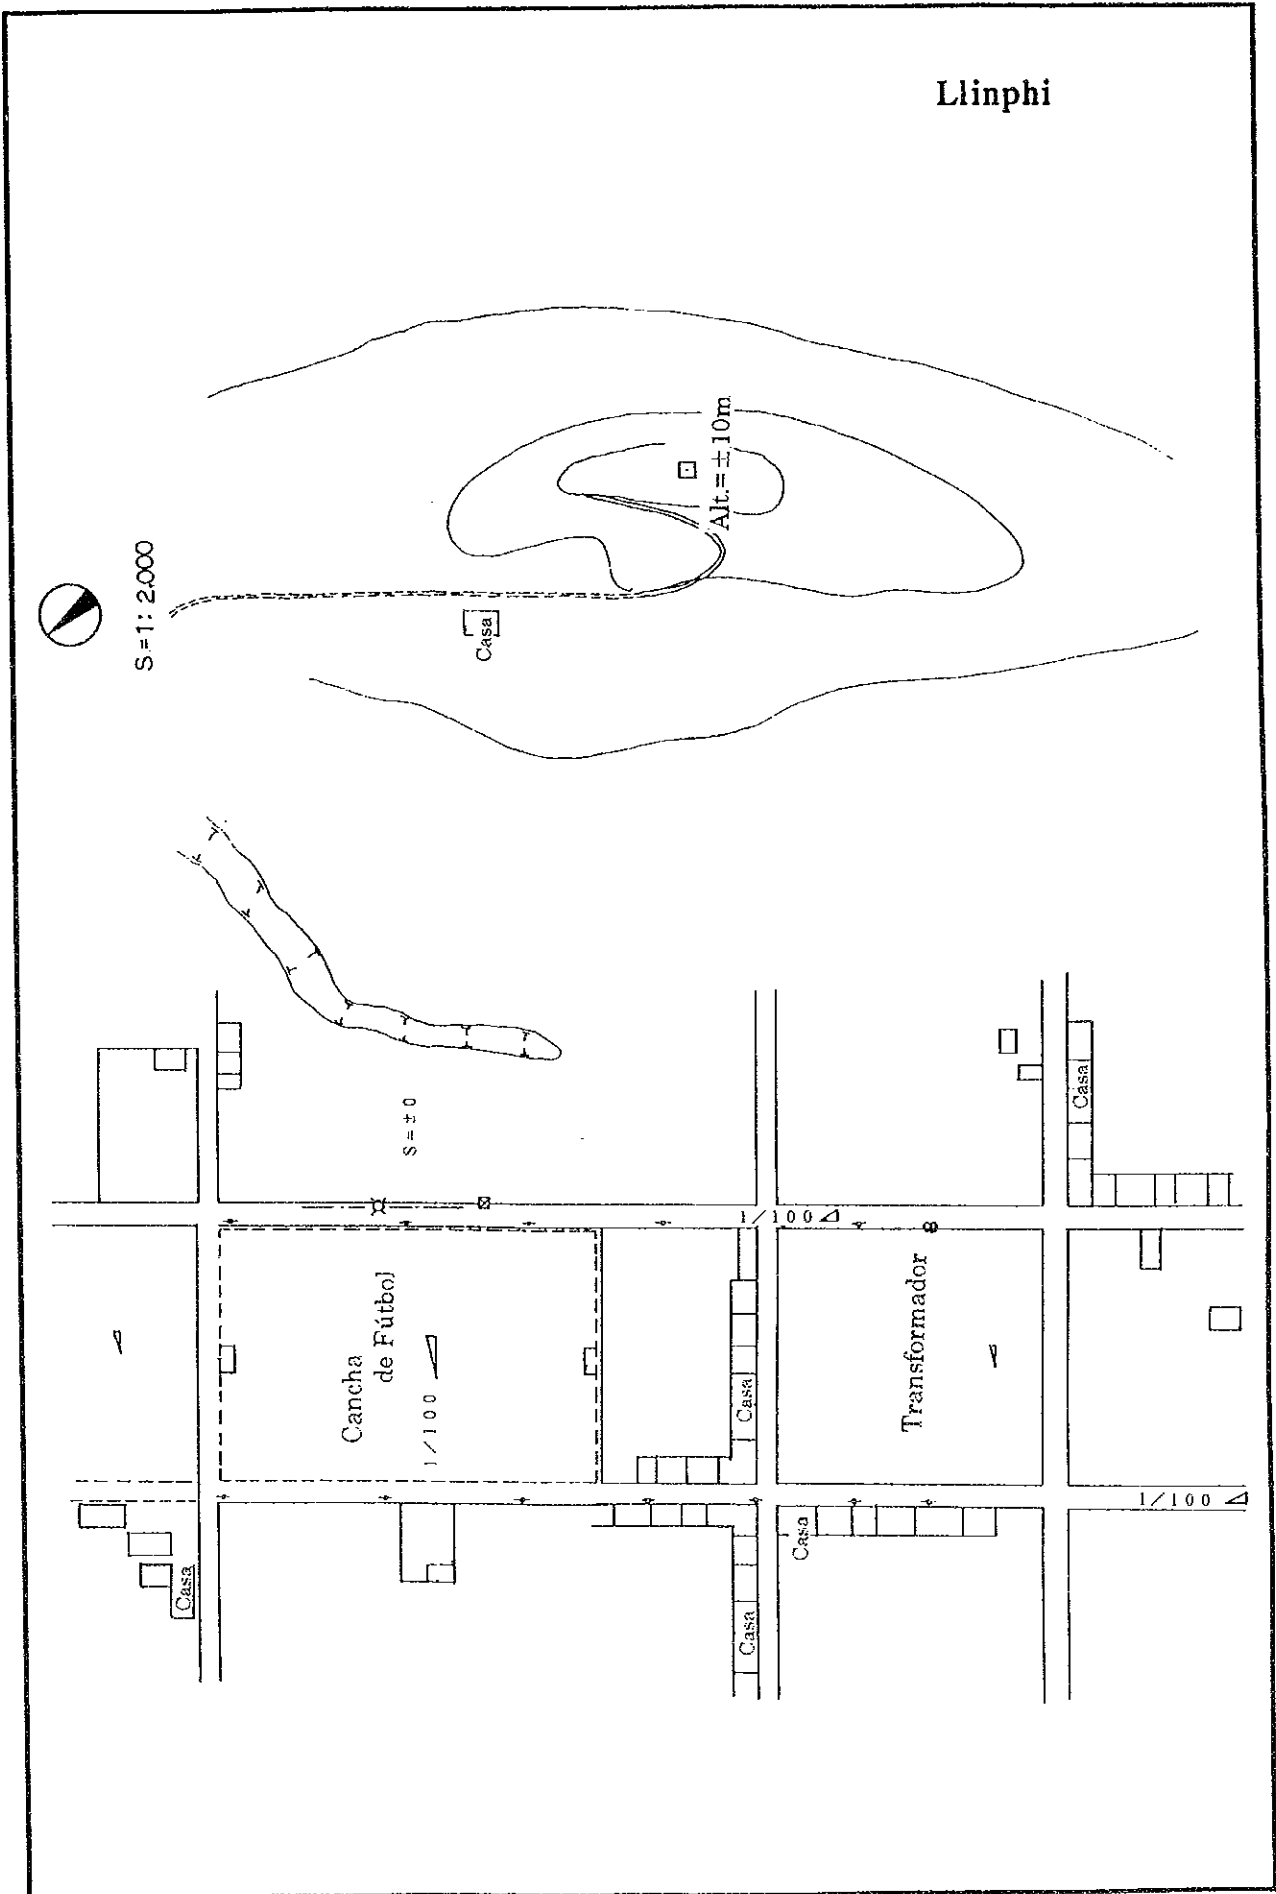 Llinphi
S.=1:2.000
Alt.=±10m
Casa
S=±0
Casa
1/100
Cancha
de Fútbol
1/100
Transformador
Casa
Casa
Casa
Casa
1/100